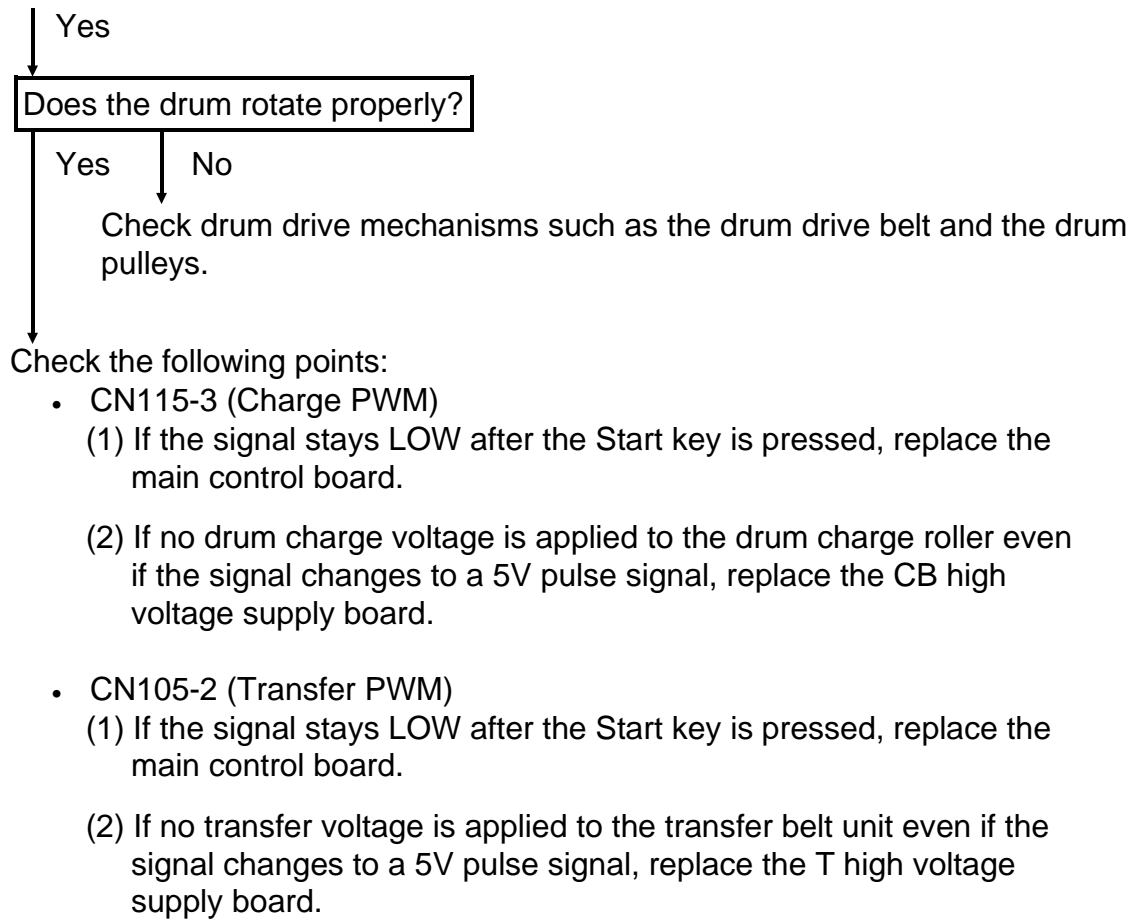 Yes
Does the drum rotate properly?
Yes No
Check drum drive mechanisms such as the drum drive belt and the drum
pulleys.
Check the following points:
• CN115-3 (Charge PWM)
(1) If the signal stays LOW after the Start key is pressed, replace the
main control board.
(2) If no drum charge voltage is applied to the drum charge roller even
if the signal changes to a 5V pulse signal, replace the CB high
voltage supply board.
• CN105-2 (Transfer PWM)
(1) If the signal stays LOW after the Start key is pressed, replace the
main control board.
(2) If no transfer voltage is applied to the transfer belt unit even if the
signal changes to a 5V pulse signal, replace the T high voltage
supply board.